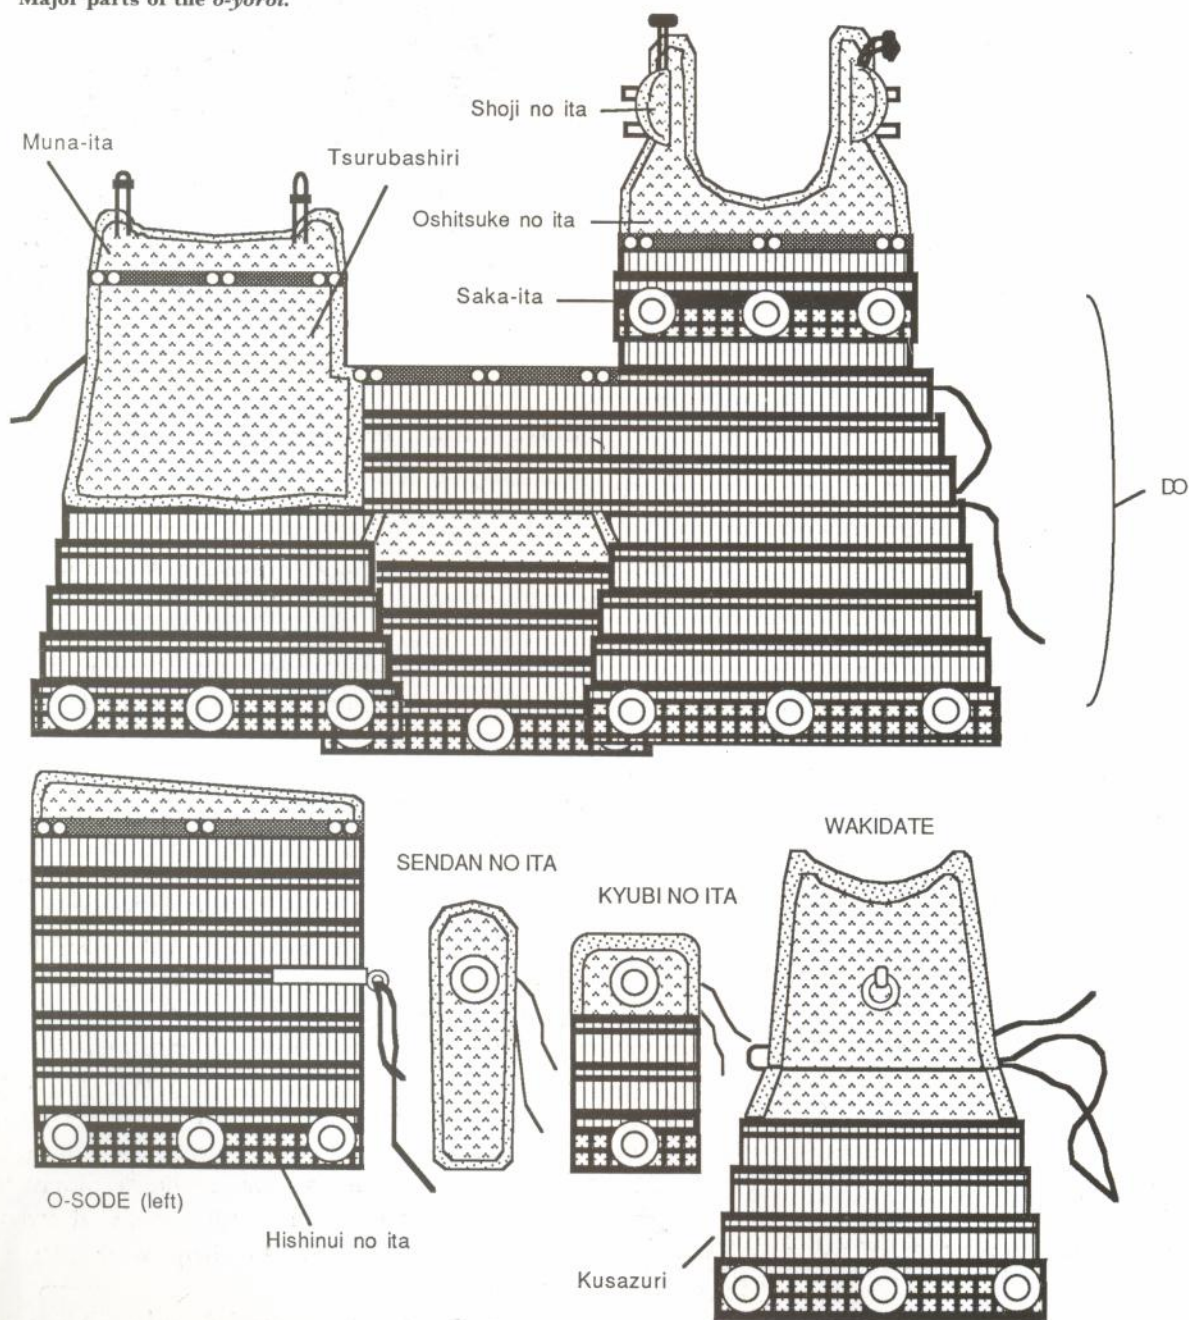 Major parts of the o-yoroi.
Shoji no ita
Muna-ita
Tsurubashiri
Oshitsuke no ita
Saka-ita
DO
WAKIDATE
SENDAN NO ITA
KYUBI NO ITA
O-SODE (left)
Hishinui no ita
Kusazuri